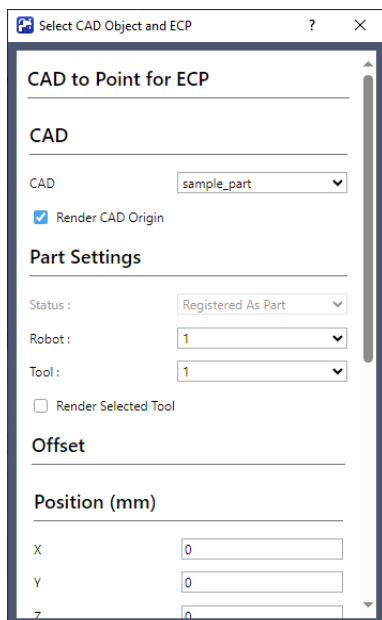 Select CAD Object and ECP ?
CAD to Point for ECP
CAD
CAD sample_part
Render CAD Origin
Part Settings
Status : Registered As Part
Robot : 1
Tool : 1
Render Selected Tool
Offset
Position (mm)
X 0
Y 0
Z 0